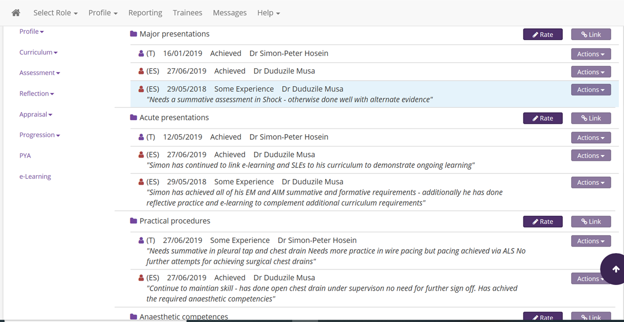 Select Role Profile Reporting Trainees Messages Help
Profile
Curriculum
Assessment
Reflection
Appraisal
Progression
PYA
e-Learning
Major presentations Rate Link
(T) 16/01/2019 Achieved Dr Simon-Peter Hosein Actions
(ES) 27/06/2019 Achieved Dr Duduzile Musa Actions
(ES) 29/05/2018 Some Experience Dr Duduzile Musa Actions
"Needs a summative assessment in Shock - otherwise done well with alternate evidence"
Acute presentations Rate Link
(T) 12/05/2019 Achieved Dr Simon-Peter Hosein Actions
(ES) 27/06/2019 Achieved Dr Duduzile Musa Actions
"Simon has continued to link e-learning and SLEs to his curriculum to demonstrate ongoing learning"
(ES) 29/05/2018 Some Experience Dr Duduzile Musa Actions
"Simon has achieved all of his EM and AIM summative and formative requirements - additionally he has done
reflective practice and e-learning to complement additional curriculum requirements"
Practical procedures Rate Link
(T) 27/06/2019 Some Experience Dr Simon-Peter Hosein Actions
"Needs summative in pleural tap and chest drain Needs more practice in wire pacing but pacing achieved via ALS No
further attempts for achieving surgical chest drains"
(ES) 27/06/2019 Achieved Dr Duduzile Musa Actions
"Continue to maintian skill - has done open chest drain under supervison no need for further sign off. Has achived
the required anaesthetic competencies"
Anaesthetic competences Rate Link